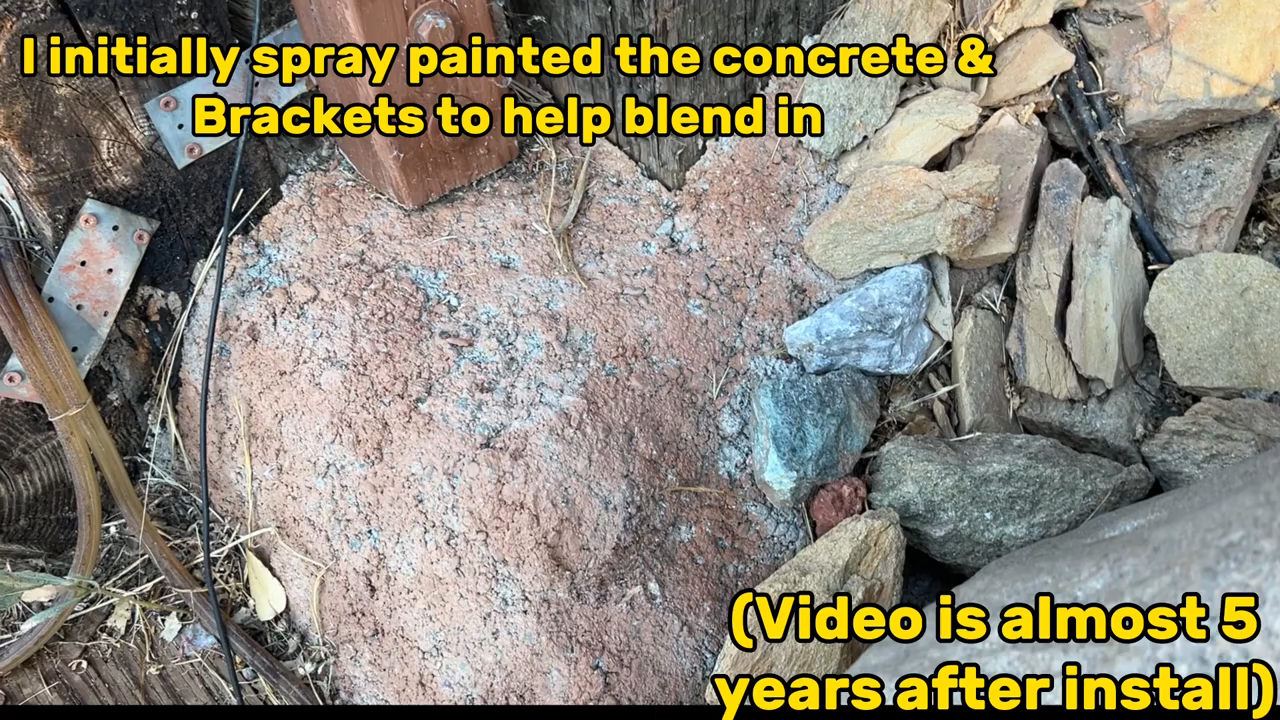 I initially spray painted the concrete &
Brackets to help blend in
(Video is almost 5
years after install)